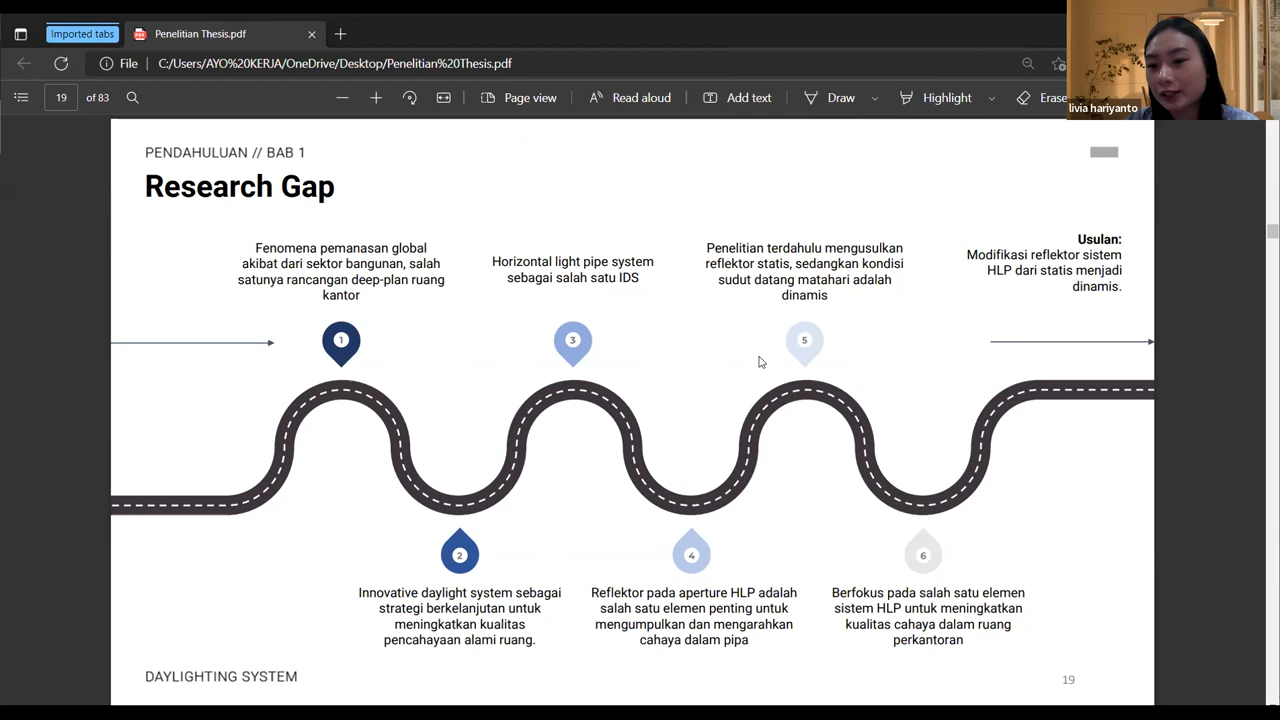 Imported tabs
Penelitian Thesis.pdf
File
C:/Users/AYO%20KERJA/OneDrive/Desktop/Penelitian%20Thesis.pdf
19
of 83
Page view
Read aloud
Add text
Draw
Highlight
Erase
livia hariyanto
PENDAHULUAN // BAB 1
Research Gap
Fenomena pemanasan global
akibat dari sektor bangunan, salah
satunya rancangan deep-plan ruang
kantor
Horizontal light pipe system
sebagai salah satu IDS
Penelitian terdahulu mengusulkan
reflektor statis, sedangkan kondisi
sudut datang matahari adalah
dinamis
Usulan:
Modifikasi reflektor sistem
HLP dari statis menjadi
dinamis.
1
3
5
2
4
6
Innovative daylight system sebagai
strategi berkelanjutan untuk
meningkatkan kualitas
pencahayaan alami ruang.
Reflektor pada aperture HLP adalah
salah satu elemen penting untuk
mengumpulkan dan mengarahkan
cahaya dalam pipa
Berfokus pada salah satu elemen
sistem HLP untuk meningkatkan
kualitas cahaya dalam ruang
perkantoran
DAYLIGHTING SYSTEM
19